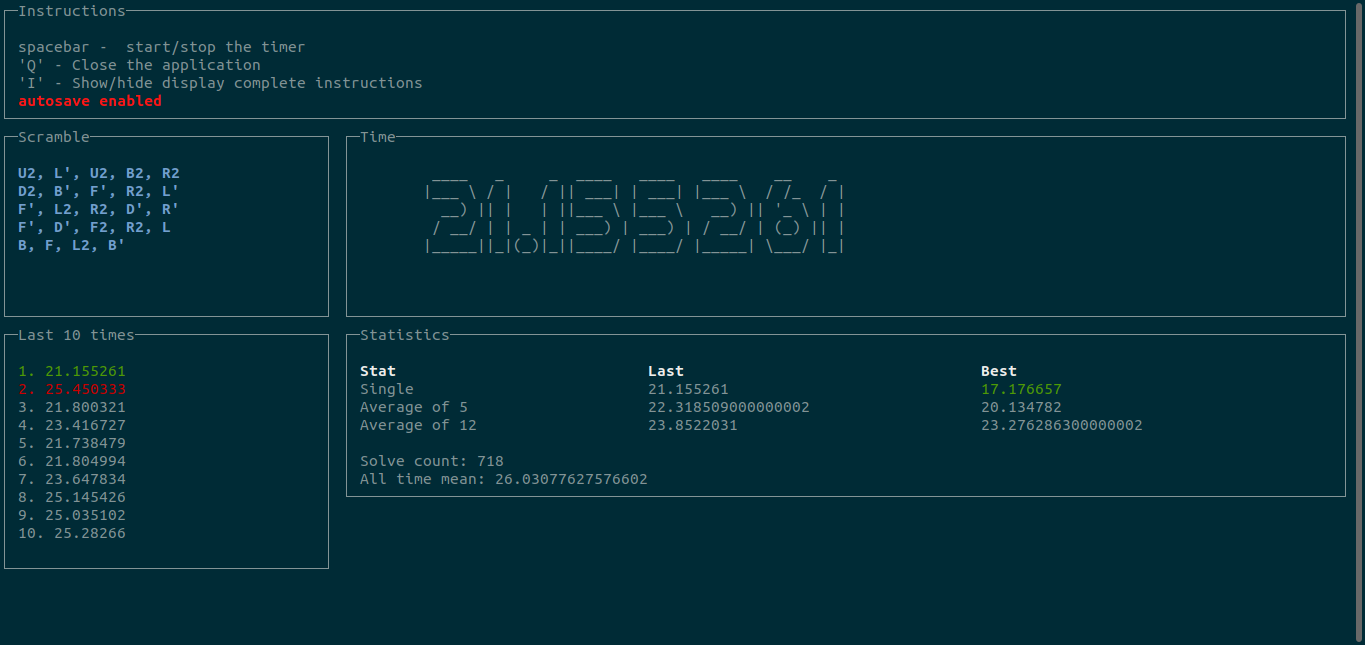 Instructions
spacebar -  start/stop the timer
'Q' - Close the application
'I' - Show/hide display complete instructions
autosave enabled
Scramble
U2, L', U2, B2, R2
D2, B', F', R2, L'
F', L2, R2, D', R'
F', D', F2, R2, L
B, F, L2, B'
Time
21.155261
Last 10 times
1. 21.155261
2. 25.450333
3. 21.800321
4. 23.416727
5. 21.738479
6. 21.804994
7. 23.647834
8. 25.145426
9. 25.035102
10. 25.28266
Statistics
Stat Last Best
Single 21.155261 17.176657
Average of 5 22.318509000000002 20.134782
Average of 12 23.8522031 23.276286300000002
Solve count: 718
All time mean: 26.03077627576602